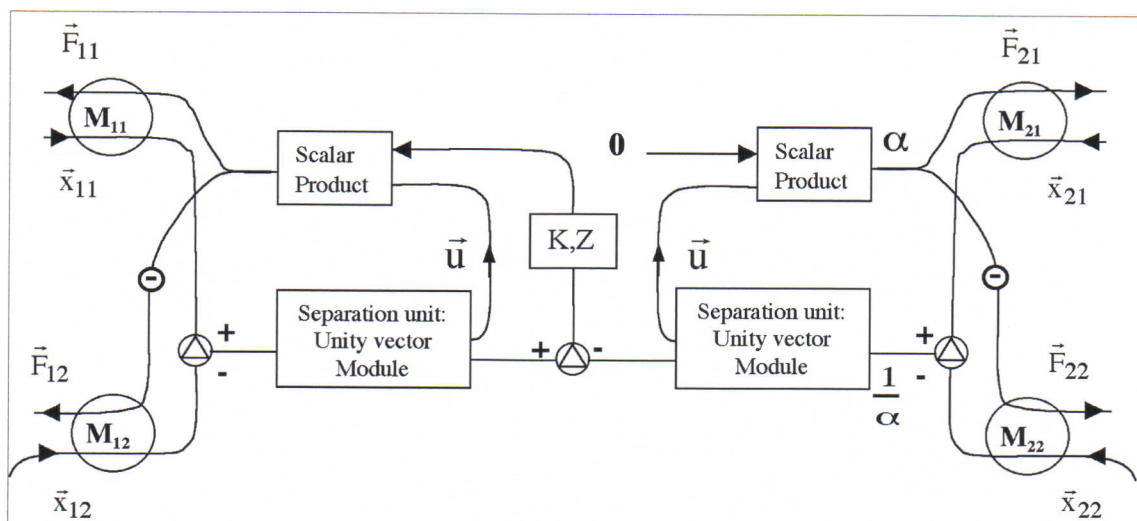 F⃗11
F⃗21
M11
M21
x⃗11
x⃗21
Scalar
Product
0
Scalar
Product
α
K,Z
u⃗
u⃗
-
-
Separation unit:
Unity vector
Module
Separation unit:
Unity vector
Module
+
-
+
-
-
1
α
F⃗12
F⃗22
M12
M22
x⃗12
x⃗22